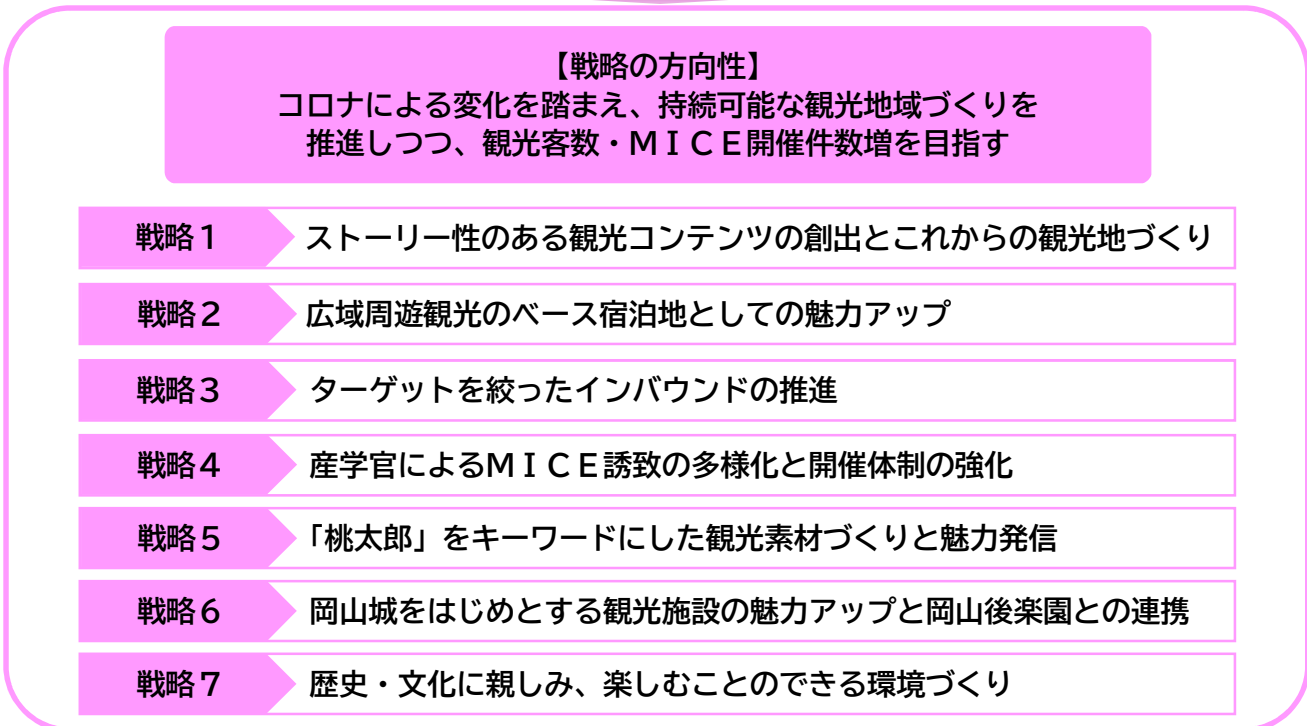 【戦略の方向性】
コロナによる変化を踏まえ、持続可能な観光地域づくりを
推進しつつ、観光客数・ＭＩＣＥ開催件数増を目指す
戦略１ ストーリー性のある観光コンテンツの創出とこれからの観光地づくり
戦略２ 広域周遊観光のベース宿泊地としての魅力アップ
戦略３ ターゲットを絞ったインバウンドの推進
戦略４ 産学官によるＭＩＣＥ誘致の多様化と開催体制の強化
戦略５ 「桃太郎」をキーワードにした観光素材づくりと魅力発信
戦略６ 岡山城をはじめとする観光施設の魅力アップと岡山後楽園との連携
戦略７ 歴史・文化に親しみ、楽しむことのできる環境づくり